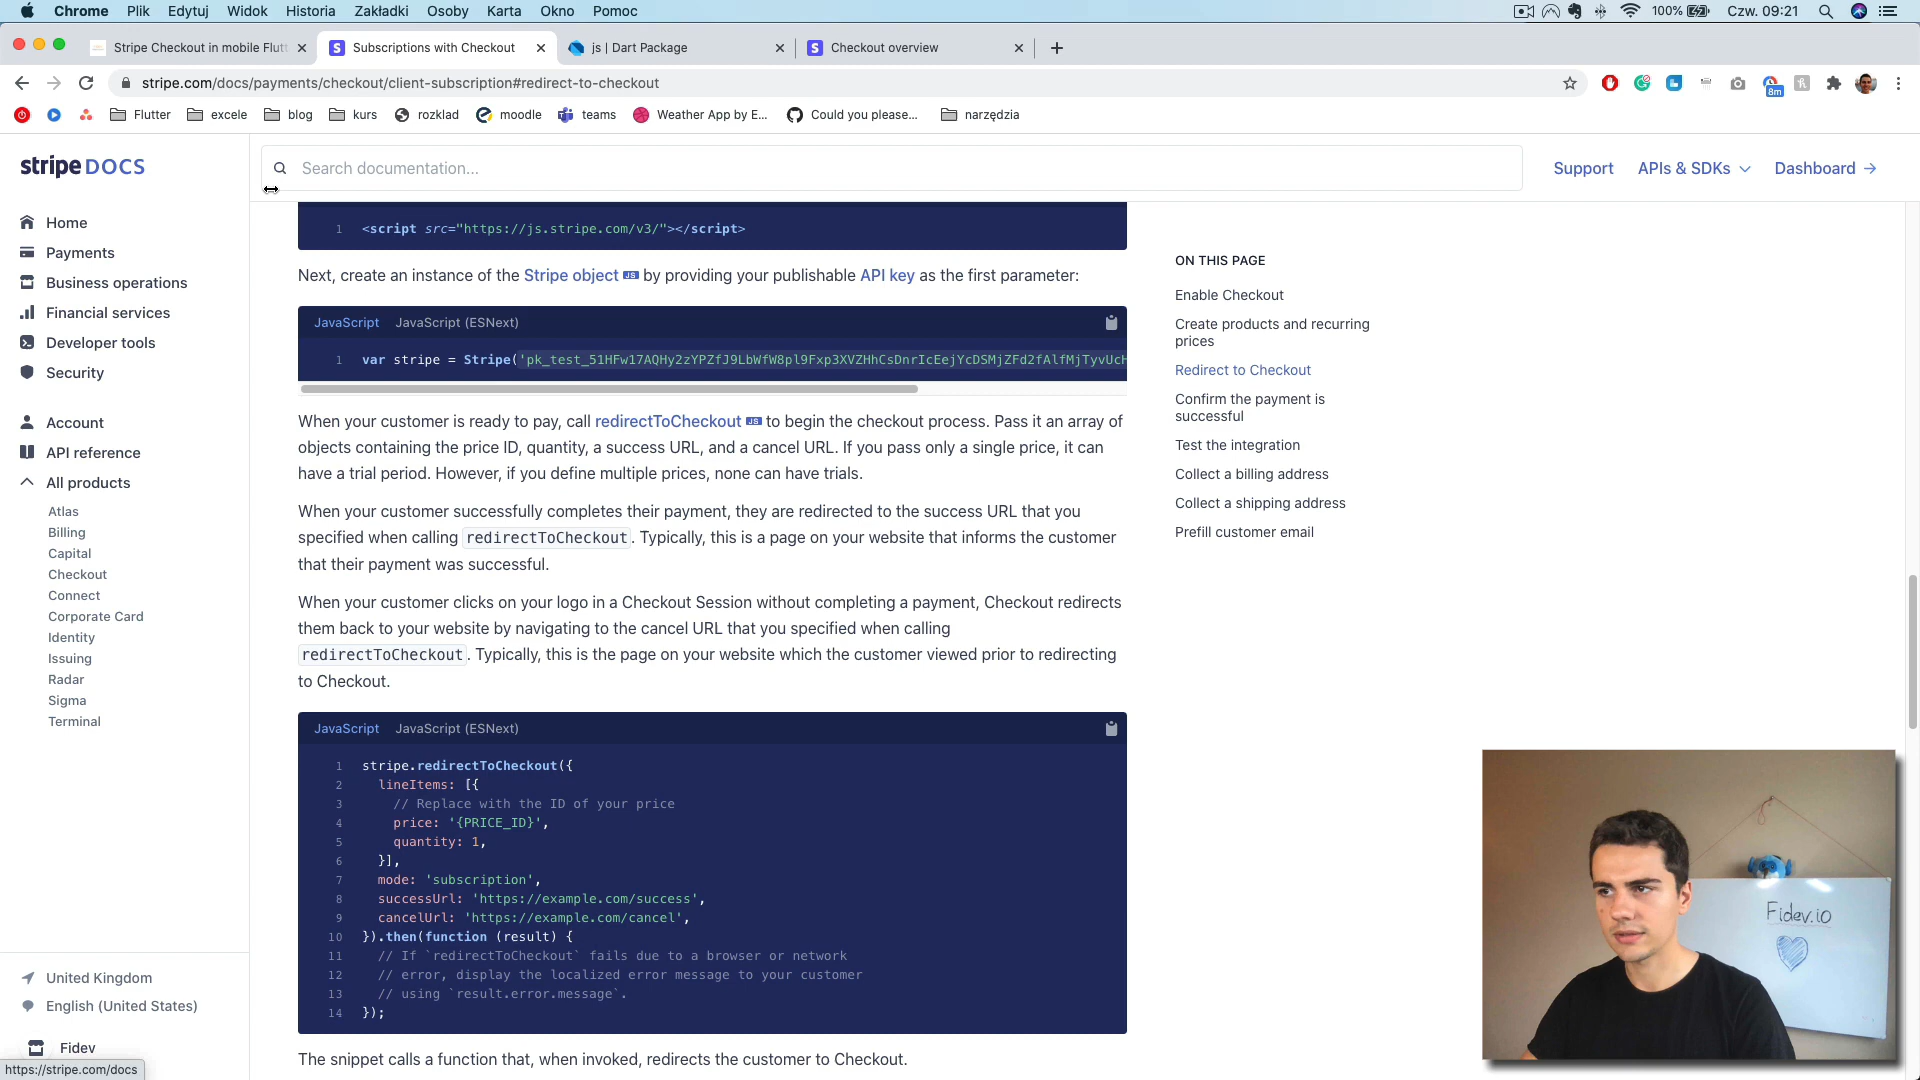 Chrome Plik Edytuj Widok Historia Zakładki Osoby Karta Okno Pomoc 100% Czw. 09:21
Stripe Checkout in mobile Flutt Subscriptions with Checkout js | Dart Package Checkout overview
stripe.com/docs/payments/checkout/client-subscription#redirect-to-checkout 8m
Flutter excele blog kurs rozklad moodle teams Weather App by E... Could you please... narzędzia
stripe DOCS
Search documentation...
Support APIs & SDKs Dashboard →
Home
Payments
Business operations
Financial services
Developer tools
Security
Account
API reference
All products
Atlas
Billing
Capital
Checkout
Connect
Corporate Card
Identity
Issuing
Radar
Sigma
Terminal
United Kingdom
English (United States)
Fidev
https://stripe.com/docs
1 <script src="https://js.stripe.com/v3/"></script>
Next, create an instance of the Stripe object JS by providing your publishable API key as the first parameter:
JavaScript JavaScript (ESNext)
1 var stripe = Stripe('pk_test_51HFw17AQHy2zYPZfJ9LbWfW8pl9Fxp3XVZHhCsDnrIcEejYcDSMjZFd2fAlfMjTyvUcH
When your customer is ready to pay, call redirectToCheckout JS to begin the checkout process. Pass it an array of
objects containing the price ID, quantity, a success URL, and a cancel URL. If you pass only a single price, it can
have a trial period. However, if you define multiple prices, none can have trials.
When your customer successfully completes their payment, they are redirected to the success URL that you
specified when calling redirectToCheckout. Typically, this is a page on your website that informs the customer
that their payment was successful.
When your customer clicks on your logo in a Checkout Session without completing a payment, Checkout redirects
them back to your website by navigating to the cancel URL that you specified when calling
redirectToCheckout. Typically, this is the page on your website which the customer viewed prior to redirecting
to Checkout.
JavaScript JavaScript (ESNext)
1 stripe.redirectToCheckout({
2 lineItems: [{
3 // Replace with the ID of your price
4 price: '{PRICE_ID}',
5 quantity: 1,
6 }],
7 mode: 'subscription',
8 successUrl: 'https://example.com/success',
9 cancelUrl: 'https://example.com/cancel',
10 }).then(function (result) {
11 // If `redirectToCheckout` fails due to a browser or network
12 // error, display the localized error message to your customer
13 // using `result.error.message`.
14 });
The snippet calls a function that, when invoked, redirects the customer to Checkout.
ON THIS PAGE
Enable Checkout
Create products and recurring
prices
Redirect to Checkout
Confirm the payment is
successful
Test the integration
Collect a billing address
Collect a shipping address
Prefill customer email
Fidev.io